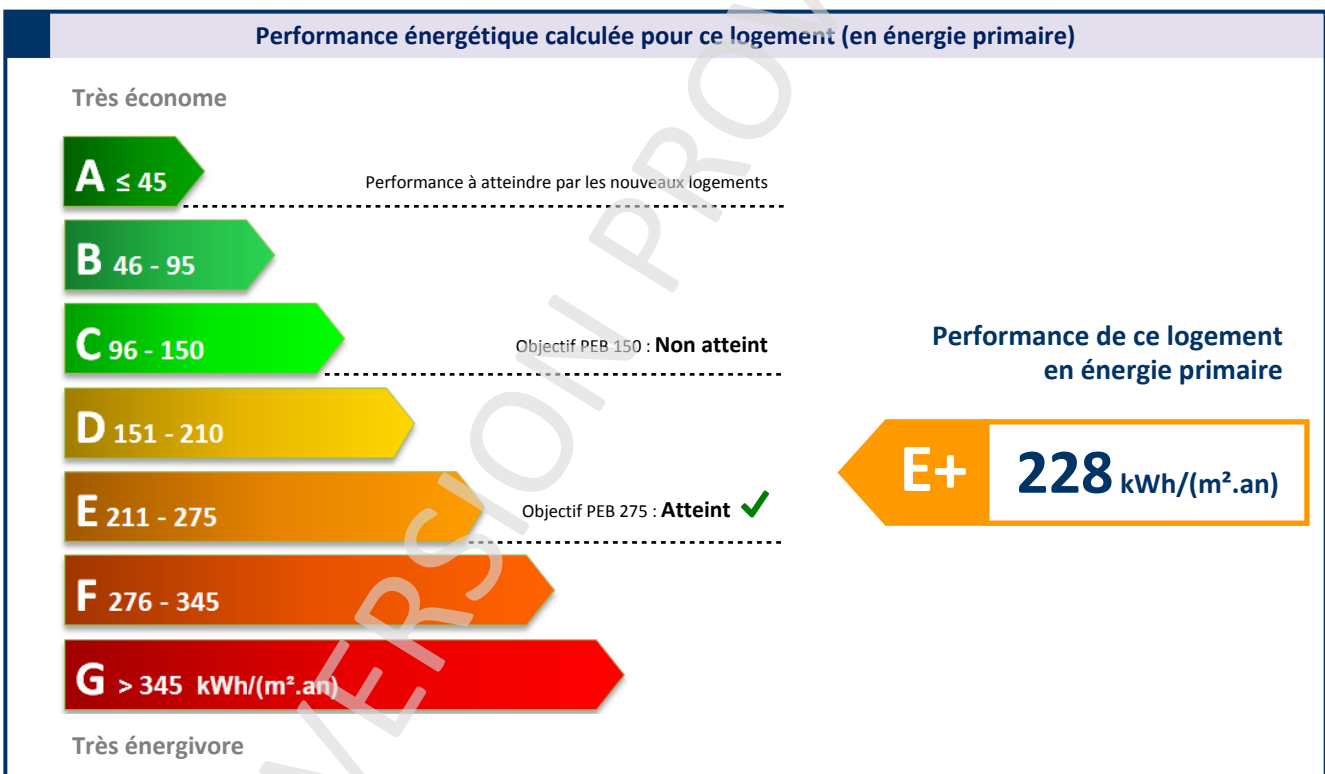 Performance énergétique calculée pour ce logement (en énergie primaire)
Très économe
A ≤ 45
Performance à atteindre par les nouveaux logements
B 46 - 95
C 96 - 150
Objectif PEB 150 : Non atteint
Performance de ce logement
en énergie primaire
D 151 - 210
E+ 228 kWh/(m².an)
E 211 - 275
Objectif PEB 275 : Atteint ✓
F 276 - 345
G > 345 kWh/(m².an)
Très énergivore
VERSION PROV